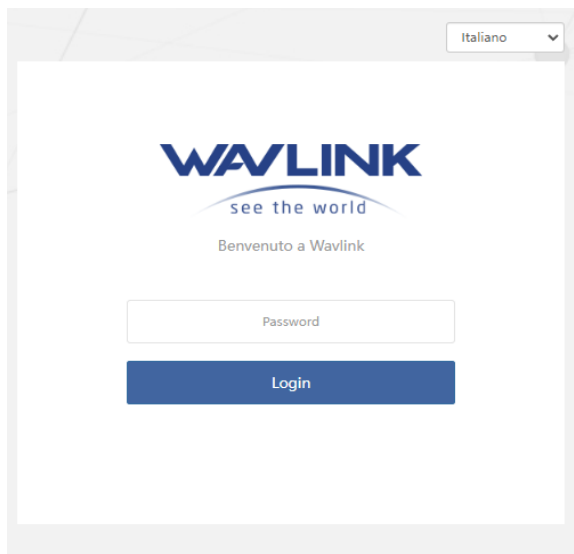 Italiano
WAVLINK
see the world
Benvenuto a Wavlink
Password
Login